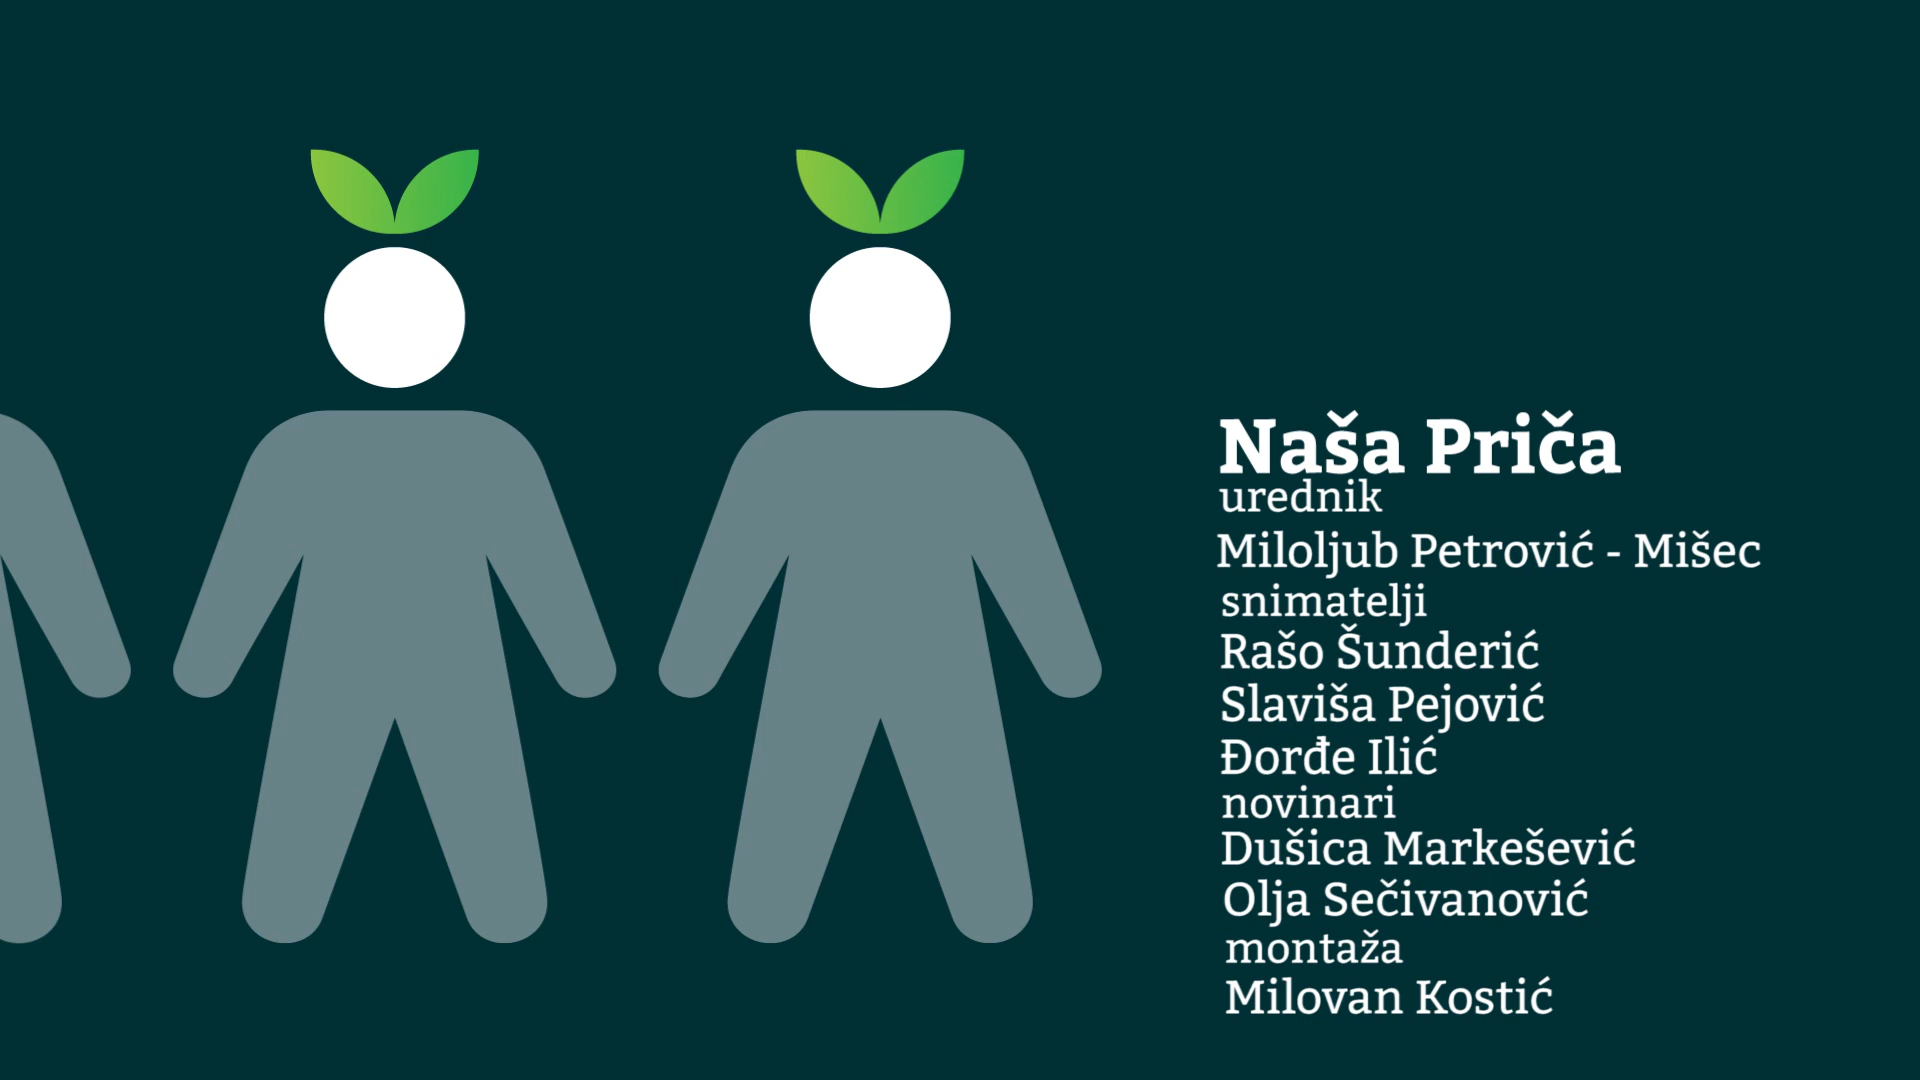 Naša Priča
urednik
Miloljub Petrović - Mišec
snimatelji
Rašo Šunderić
Slaviša Pejović
Đorđe Ilić
novinari
Dušica Markešević
Olja Sečivanović
montaža
Milovan Kostić